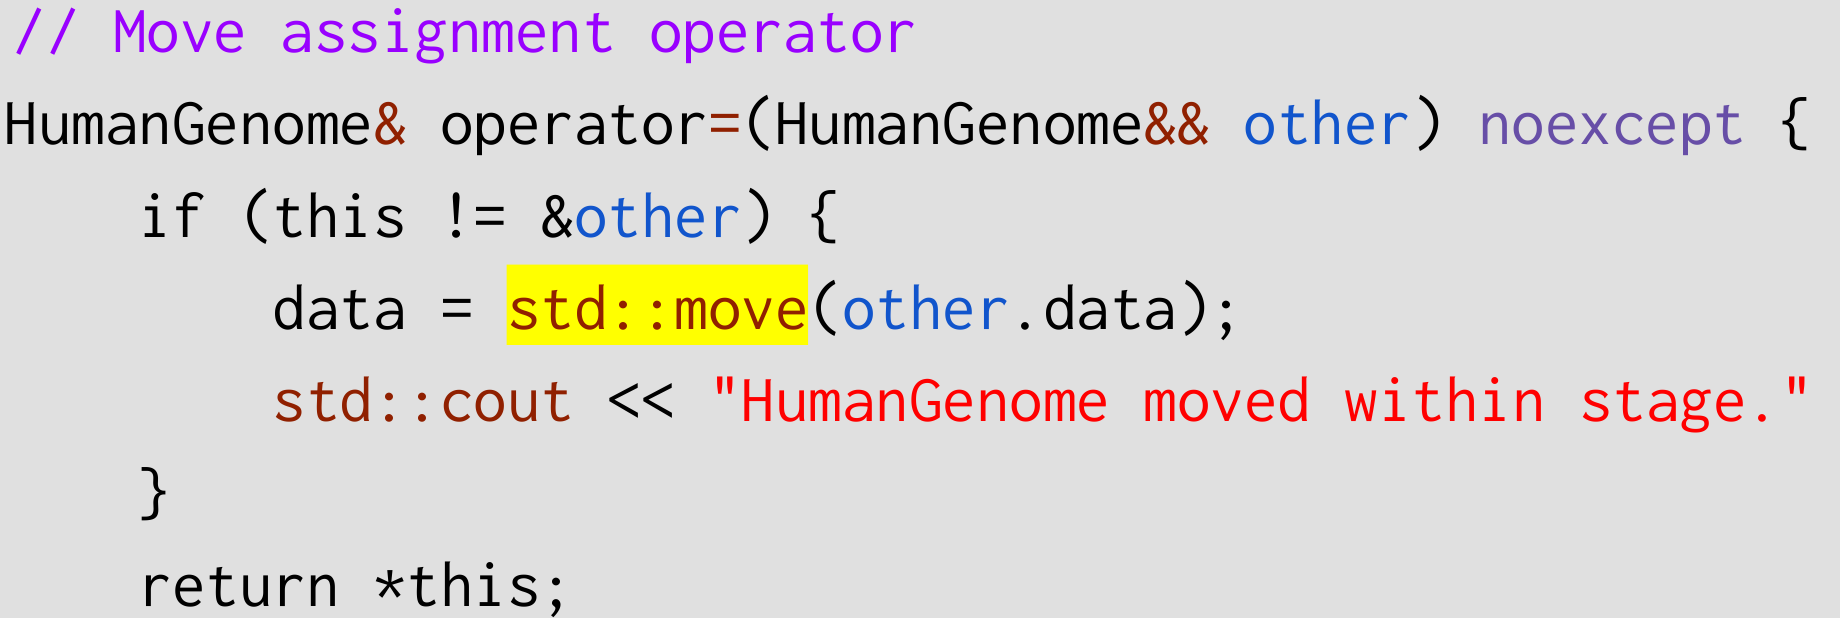 // Move assignment operator
HumanGenome& operator=(HumanGenome&& other) noexcept {
    if (this != &other) {
        data = std::move(other.data);
        std::cout << "HumanGenome moved within stage."
    }
    return *this;